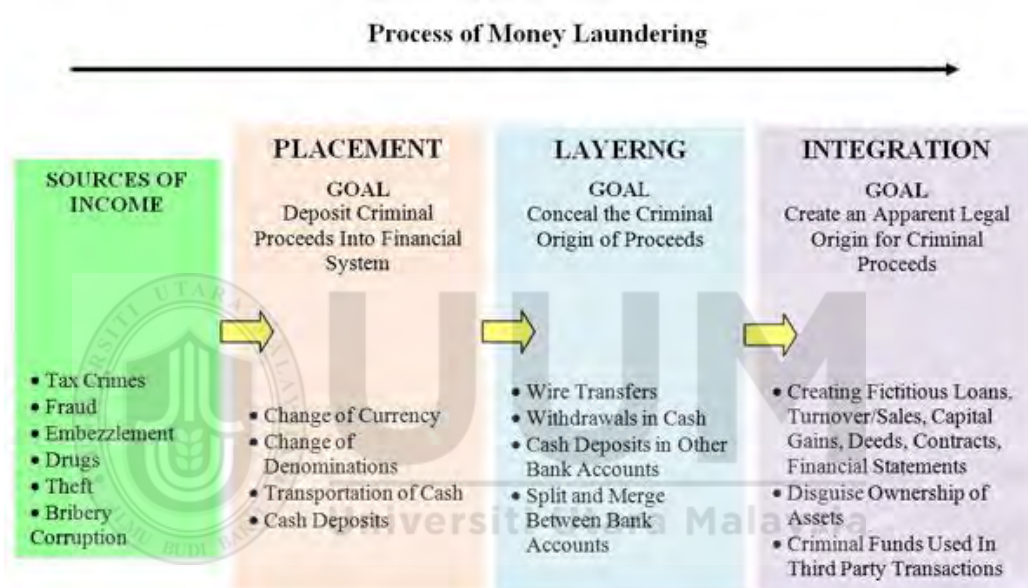 Process of Money Laundering
SOURCES OF
INCOME
• Tax Crimes
• Fraud
• Embezzlement
• Drugs
• Theft
• Bribery
Corruption
PLACEMENT
GOAL
Deposit Criminal
Proceeds Into Financial
System
• Change of Currency
• Change of
Denominations
• Transportation of Cash
• Cash Deposits
LAYERNG
GOAL
Conceal the Criminal
Origin of Proceeds
• Wire Transfers
• Withdrawals in Cash
• Cash Deposits in Other
Bank Accounts
• Split and Merge
Between Bank
Accounts
INTEGRATION
GOAL
Create an Apparent Legal
Origin for Criminal
Proceeds
• Creating Fictitious Loans,
Turnover/Sales, Capital
Gains, Deeds, Contracts,
Financial Statements
• Disguise Ownership of
Assets
• Criminal Funds Used In
Third Party Transactions
UUM
Universiti Utara Malaysia